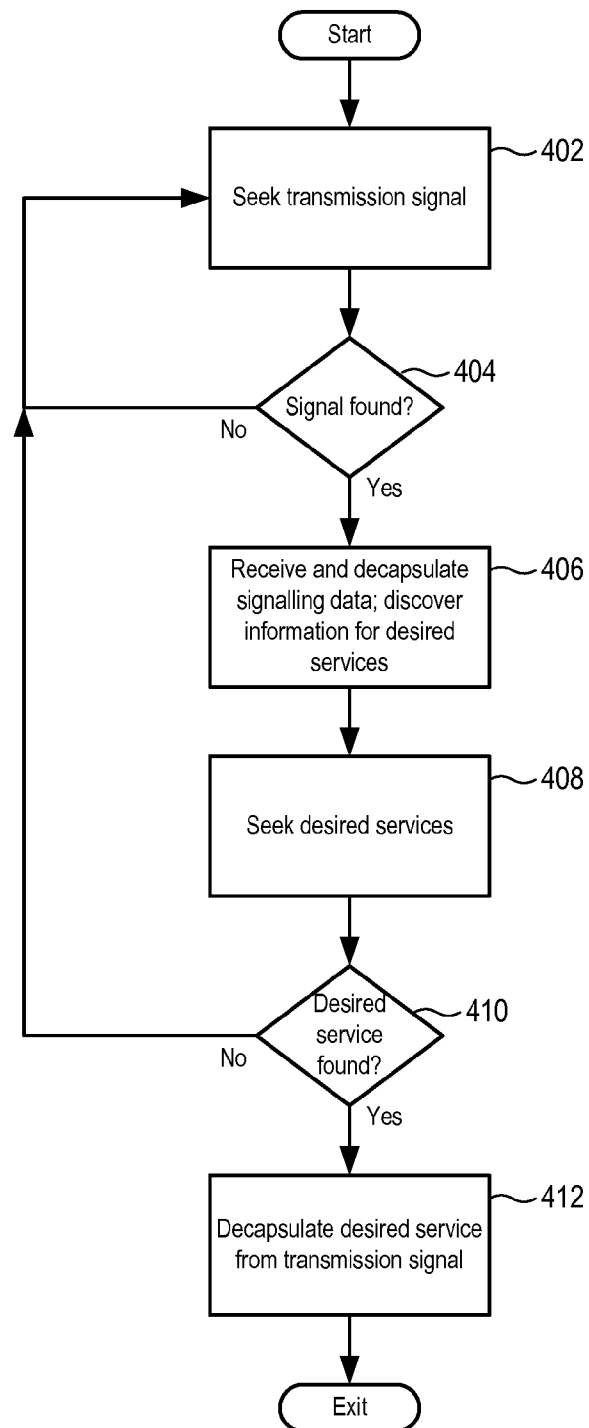 Start
Seek transmission signal
402
Signal found?
404
No
Yes
Receive and decapsulate
signalling data; discover
information for desired
services
406
Seek desired services
408
Desired
service
found?
410
No
Yes
Decapsulate desired service
from transmission signal
412
Exit